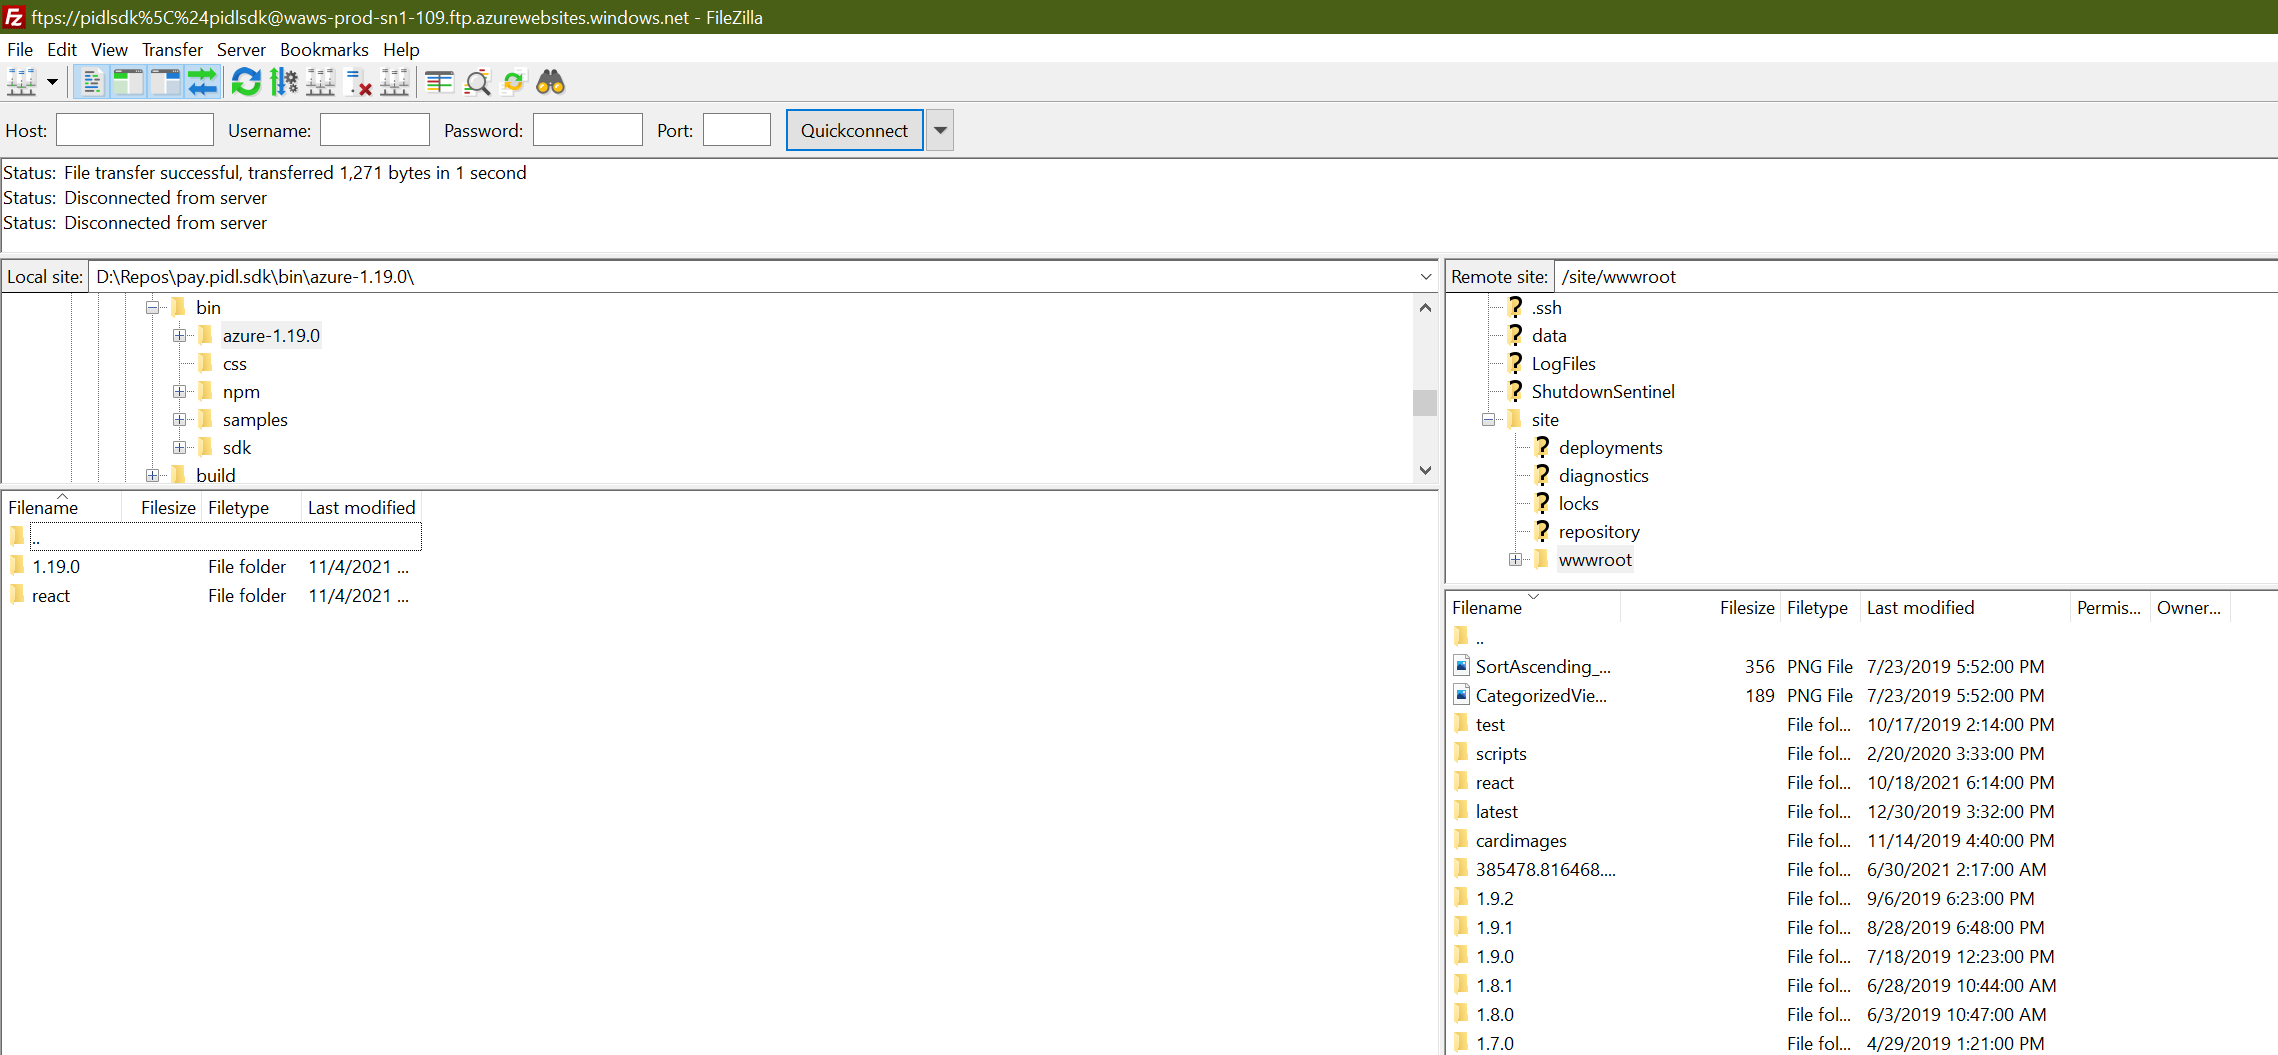 ftps://pidlsdk%5C%24pidlsdk@waws-prod-sn1-109.ftp.azurewebsites.windows.net - FileZilla
File Edit View Transfer Server Bookmarks Help
Host: Username: Password: Port: Quickconnect
Status: File transfer successful, transferred 1,271 bytes in 1 second
Status: Disconnected from server
Status: Disconnected from server
Local site: D:\Repos\pay.pidl.sdk\bin\azure-1.19.0\
bin
azure-1.19.0
css
npm
samples
sdk
build
Filename Filesize Filetype Last modified
..
1.19.0 File folder 11/4/2021 ...
react File folder 11/4/2021 ...
Remote site: /site/wwwroot
.ssh
data
LogFiles
ShutdownSentinel
site
deployments
diagnostics
locks
repository
wwwroot
Filename Filesize Filetype Last modified Permis... Owner...
..
SortAscending_... 356 PNG File 7/23/2019 5:52:00 PM
CategorizedVie... 189 PNG File 7/23/2019 5:52:00 PM
test File fol... 10/17/2019 2:14:00 PM
scripts File fol... 2/20/2020 3:33:00 PM
react File fol... 10/18/2021 6:14:00 PM
latest File fol... 12/30/2019 3:32:00 PM
cardimages File fol... 11/14/2019 4:40:00 PM
385478.816468.... File fol... 6/30/2021 2:17:00 AM
1.9.2 File fol... 9/6/2019 6:23:00 PM
1.9.1 File fol... 8/28/2019 6:48:00 PM
1.9.0 File fol... 7/18/2019 12:23:00 PM
1.8.1 File fol... 6/28/2019 10:44:00 AM
1.8.0 File fol... 6/3/2019 10:47:00 AM
1.7.0 File fol... 4/29/2019 1:21:00 PM